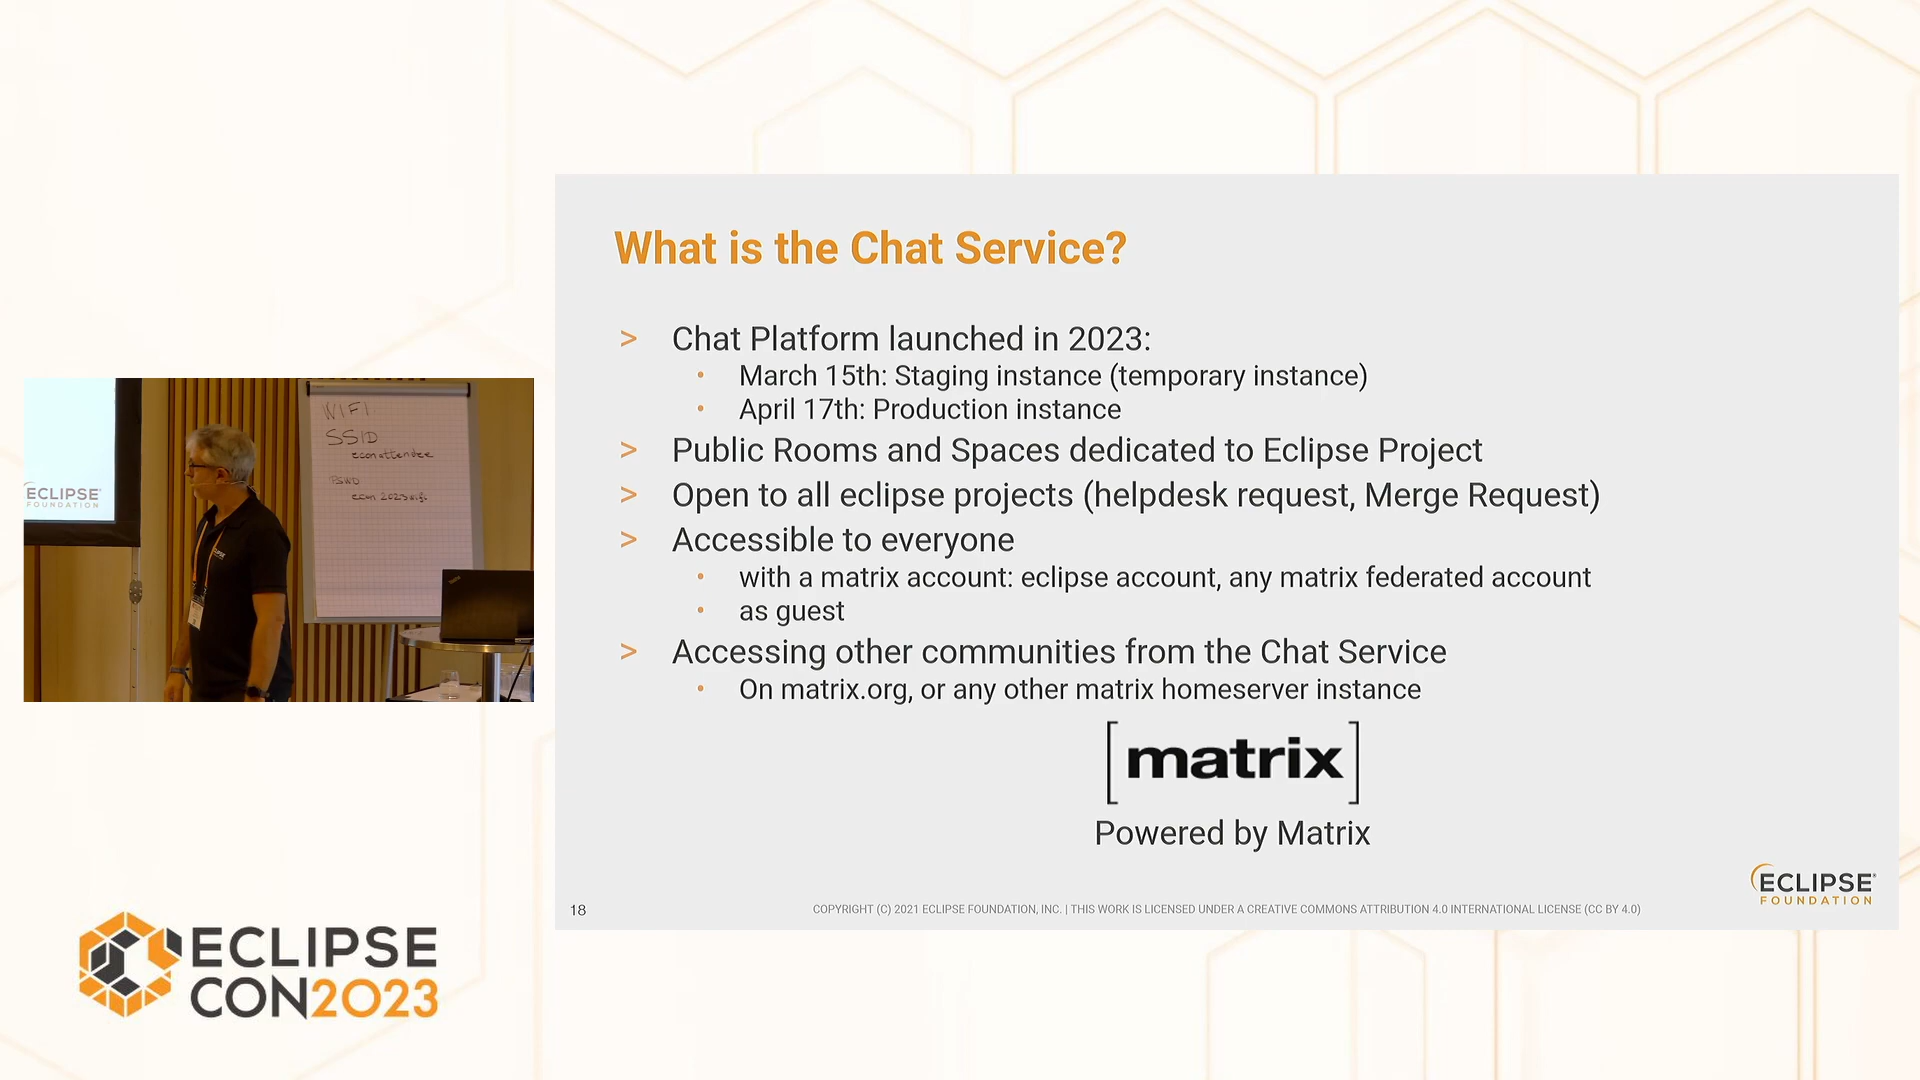 What is the Chat Service?
> Chat Platform launched in 2023:
• March 15th: Staging instance (temporary instance)
• April 17th: Production instance
> Public Rooms and Spaces dedicated to Eclipse Project
> Open to all eclipse projects (helpdesk request, Merge Request)
> Accessible to everyone
• with a matrix account: eclipse account, any matrix federated account
• as guest
> Accessing other communities from the Chat Service
• On matrix.org, or any other matrix homeserver instance
[matrix]
Powered by Matrix
18
COPYRIGHT (C) 2021 ECLIPSE FOUNDATION, INC. | THIS WORK IS LICENSED UNDER A CREATIVE COMMONS ATTRIBUTION 4.0 INTERNATIONAL LICENSE (CC BY 4.0)
ECLIPSE
FOUNDATION
WIFI
SSID
econattendee
PSWD
econ2023wifi
ECLIPSE
FOUNDATION
ECLIPSE
CON2023